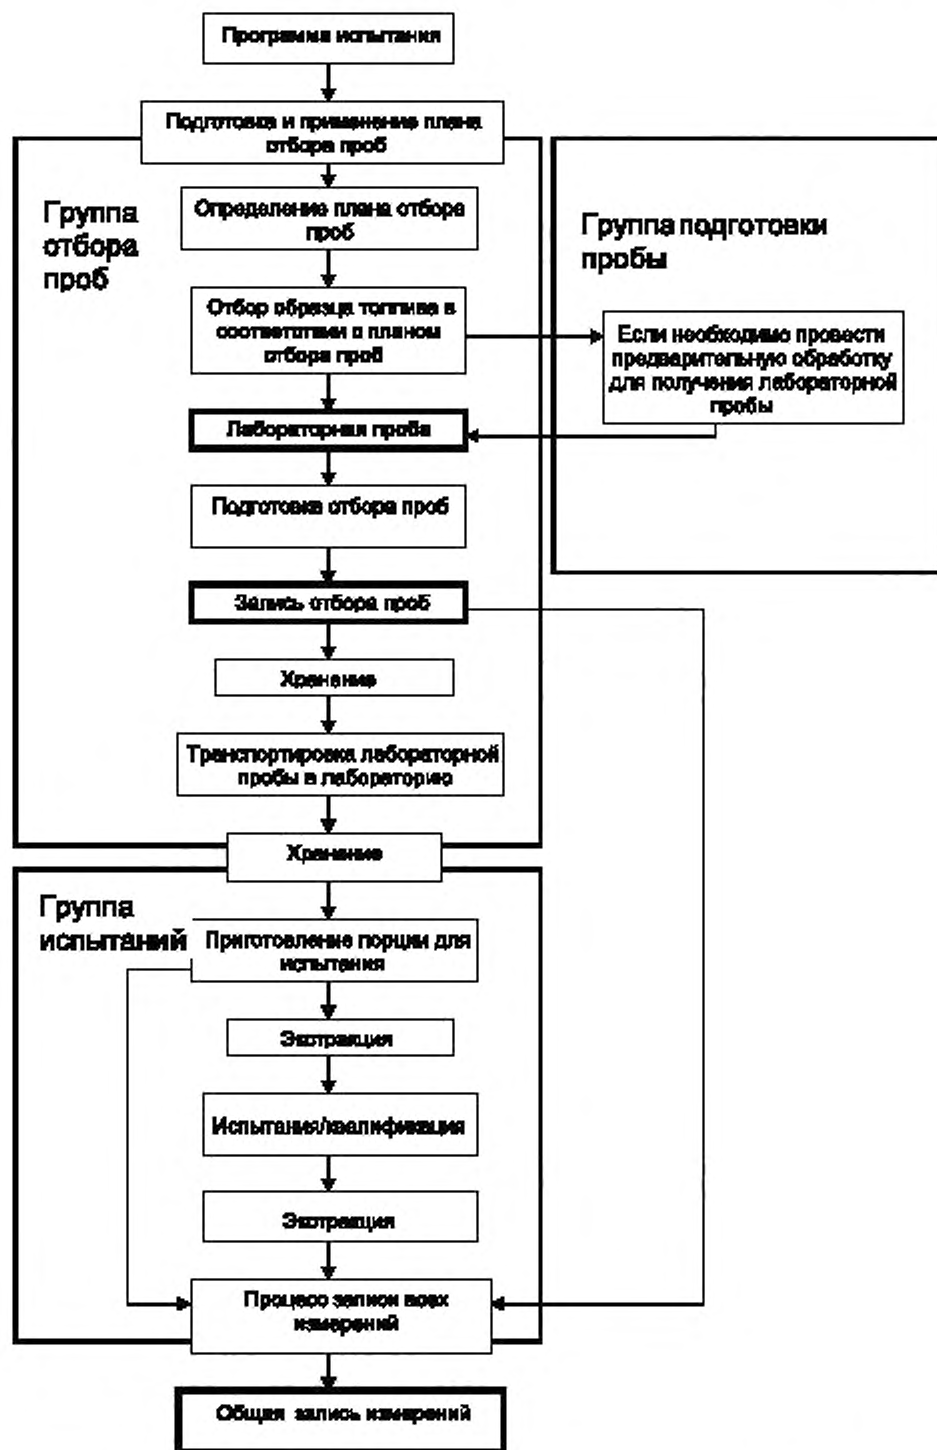 Программа испытания
Подготовка и применение плана
отбора проб
Группа
отбора
проб
Определение плана отбора
проб
Группа подготовки
пробы
Отбор образца топлива в
соответствии с планом
отбора проб
Если необходимо провести
предварительную обработку
для получения лабораторной
пробы
Лабораторная проба
Подготовка отбора проб
Запись отбора проб
Хранение
Транспортировка лабораторной
пробы в лабораторию
Хранение
Группа
испытаний
Приготовление порции для
испытания
Экстракция
Испытания/квалификация
Экстракция
Процесс записи всех
измерений
Общая запись измерений